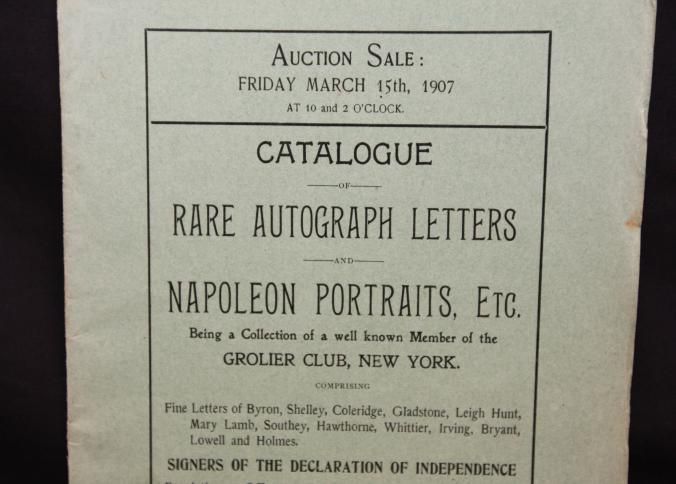 AUCTION SALE:
FRIDAY MARCH 15th, 1907
AT 10 and 2 O'CLOCK.
CATALOGUE
OF
RARE AUTOGRAPH LETTERS
AND
NAPOLEON PORTRAITS, ETC.
Being a Collection of a well known Member of the
GROLIER CLUB, NEW YORK.
COMPRISING
Fine Letters of Byron, Shelley, Coleridge, Gladstone, Leigh Hunt,
Mary Lamb, Southey, Hawthorne, Whittier, Irving, Bryant,
Lowell and Holmes.
SIGNERS OF THE DECLARATION OF INDEPENDENCE